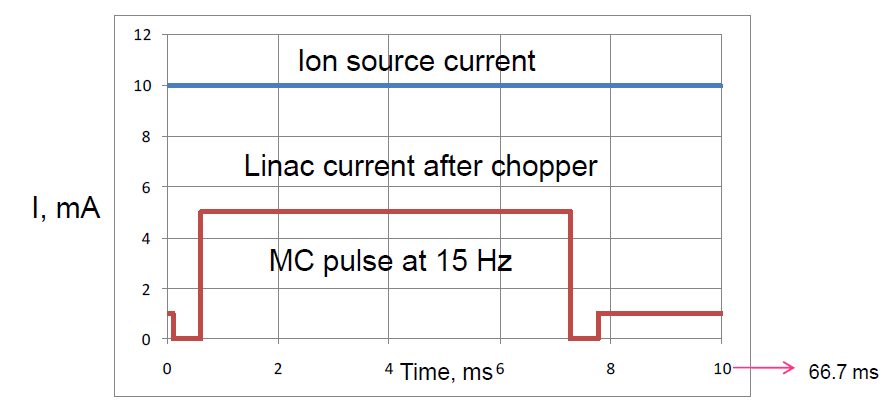 12
Ion source current
10
8
Linac current after chopper
6
I, mA
4
MC pulse at 15 Hz
2
0
0 2 4 Time, ms 6 8 10 66.7 ms